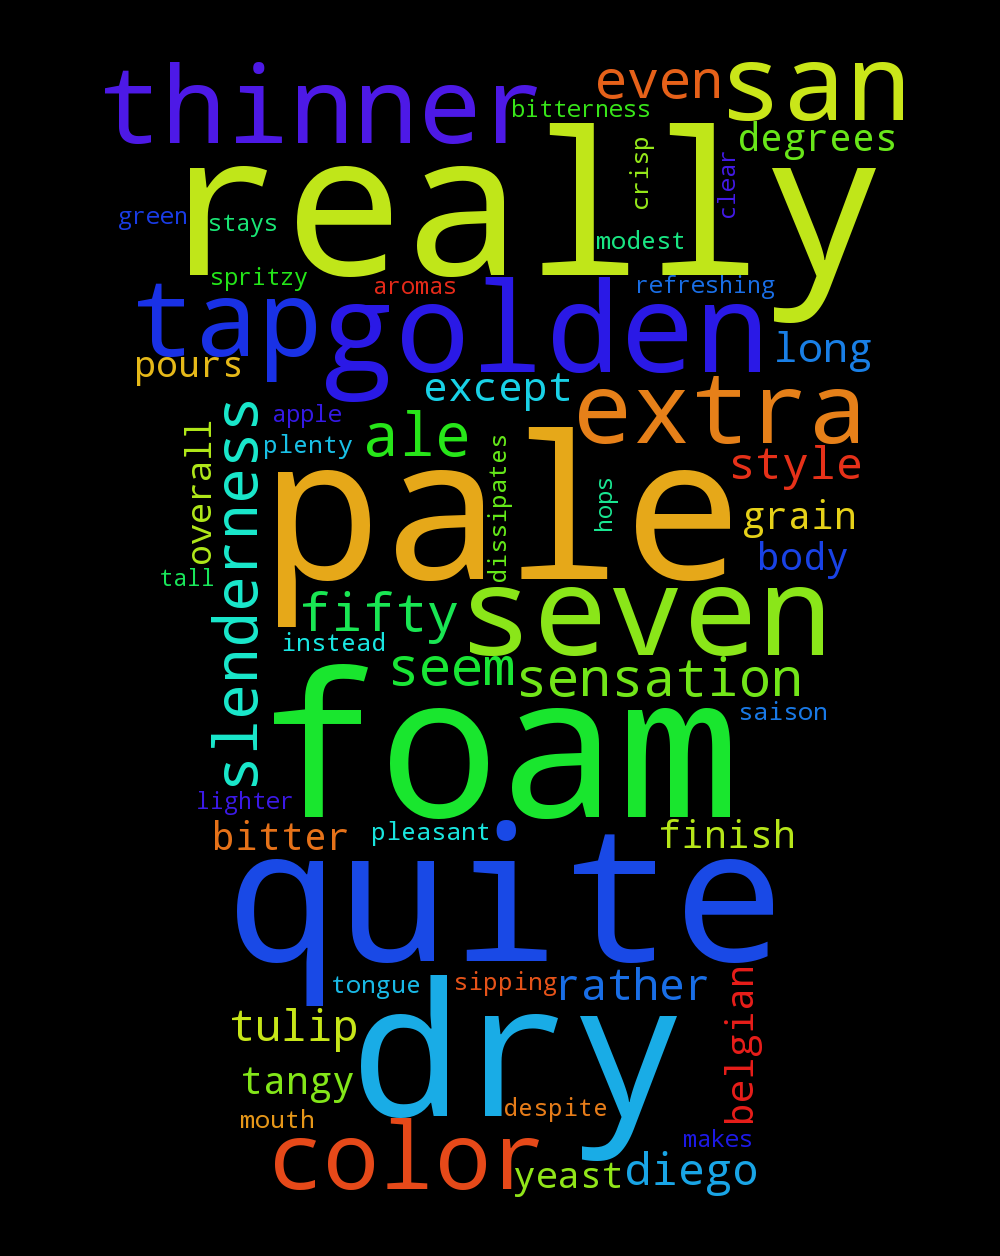 thinner
even
san
bitterness
degrees
really
crisp
clear
green
stays
modest
spritzy
aromas
refreshing
tap
golden
long
pours
except
extra
apple
ale
plenty
overall
slenderness
pale
dissipates
hops
style
grain
body
tall
fifty
seven
instead
seem
sensation
foam
saison
lighter
bitter
pleasant
finish
quite
tongue
sipping
rather
belgian
tulip
dry
tangy
despite
mouth
color
makes
yeast
diego